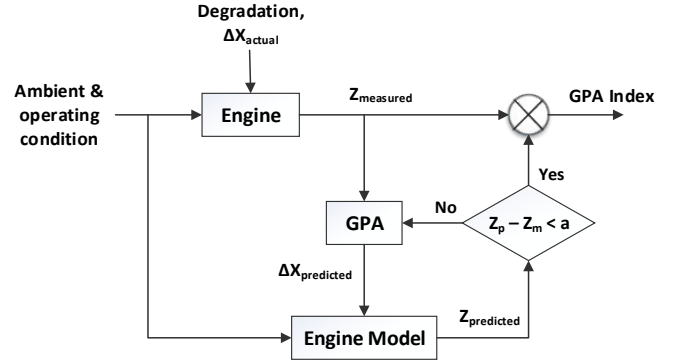 Degradation,
ΔXactual
Ambient &
operating
condition
Engine
Zmeasured
GPA Index
Yes
No
GPA
Zp – Zm < a
ΔXpredicted
Zpredicted
Engine Model